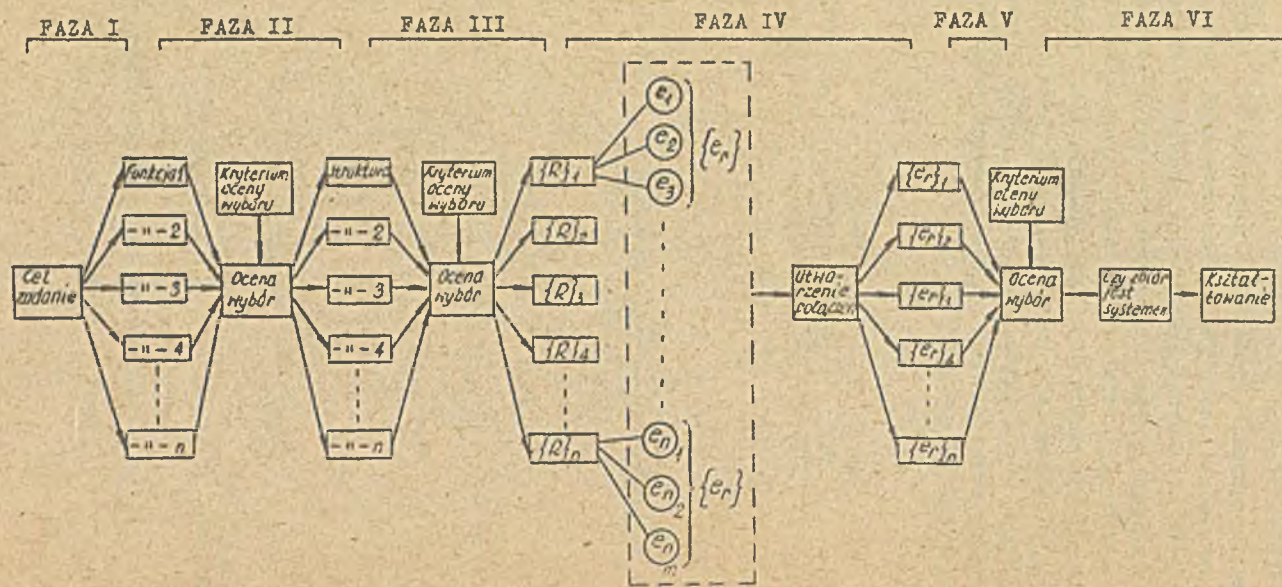 FAZA I
FAZA II
FAZA III
FAZA IV
FAZA V
FAZA VI
Cel
zadanie
funkcja1
-"-2
-"-3
-"-4
-"-n
Kryterium
oceny
wyboru
Ocena
wybór
struktura
-"-2
-"-3
-"-4
-"-n
Kryterium
oceny
wyboru
Ocena
wybór
{R}1
{R}2
{R}3
{R}4
{R}n
e1
e2
e3
{er}
en1
en2
enm
{er}
Utwo-
rzenie
połączeń
{er}1
{er}2
{er}1
{er}4
{er}n
Kryterium
oceny
wyboru
Ocena
wybór
Czy zbiór
jest
systemem
Kształ-
towanie